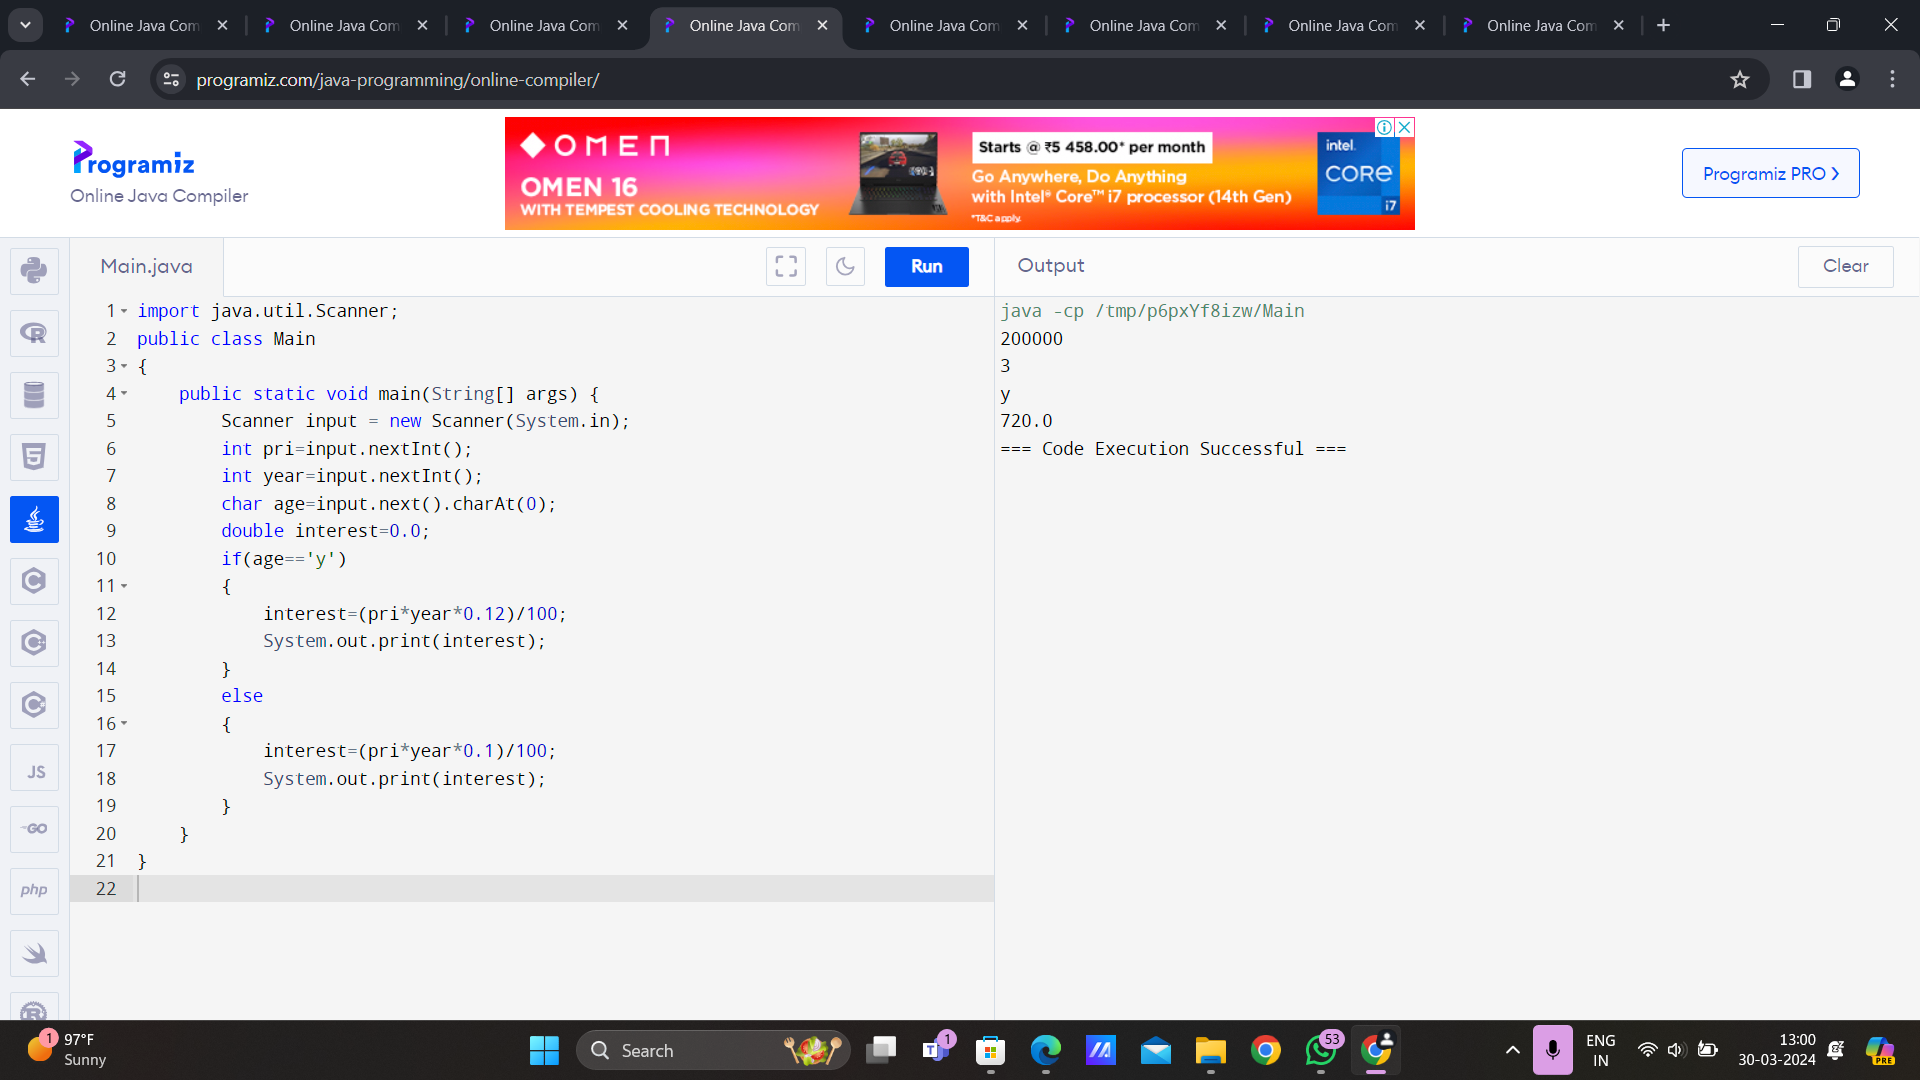 Online Java Com
Online Java Com
Online Java Com
Online Java Com
Online Java Com
Online Java Com
Online Java Com
Online Java Com
programiz.com/java-programming/online-compiler/
Programiz
Online Java Compiler
OMEN
OMEN 16
WITH TEMPEST COOLING TECHNOLOGY
Starts @ ₹5 458.00* per month
Go Anywhere, Do Anything
with Intel® Core™ i7 processor (14th Gen)
*T&C apply.
intel.
CORE
i7
Programiz PRO
Main.java
Run
Output
Clear
1 import java.util.Scanner;
2 public class Main
3 {
4 public static void main(String[] args) {
5 Scanner input = new Scanner(System.in);
6 int pri=input.nextInt();
7 int year=input.nextInt();
8 char age=input.next().charAt(0);
9 double interest=0.0;
10 if(age=='y')
11 {
12 interest=(pri*year*0.12)/100;
13 System.out.print(interest);
14 }
15 else
16 {
17 interest=(pri*year*0.1)/100;
18 System.out.print(interest);
19 }
20 }
21 }
22
java -cp /tmp/p6pxYf8izw/Main
200000
3
y
720.0
=== Code Execution Successful ===
R
5
C
C
C
JS
GO
php
R
1
97°F
Sunny
Search
T
1
53
ENG
IN
13:00
30-03-2024
PRE